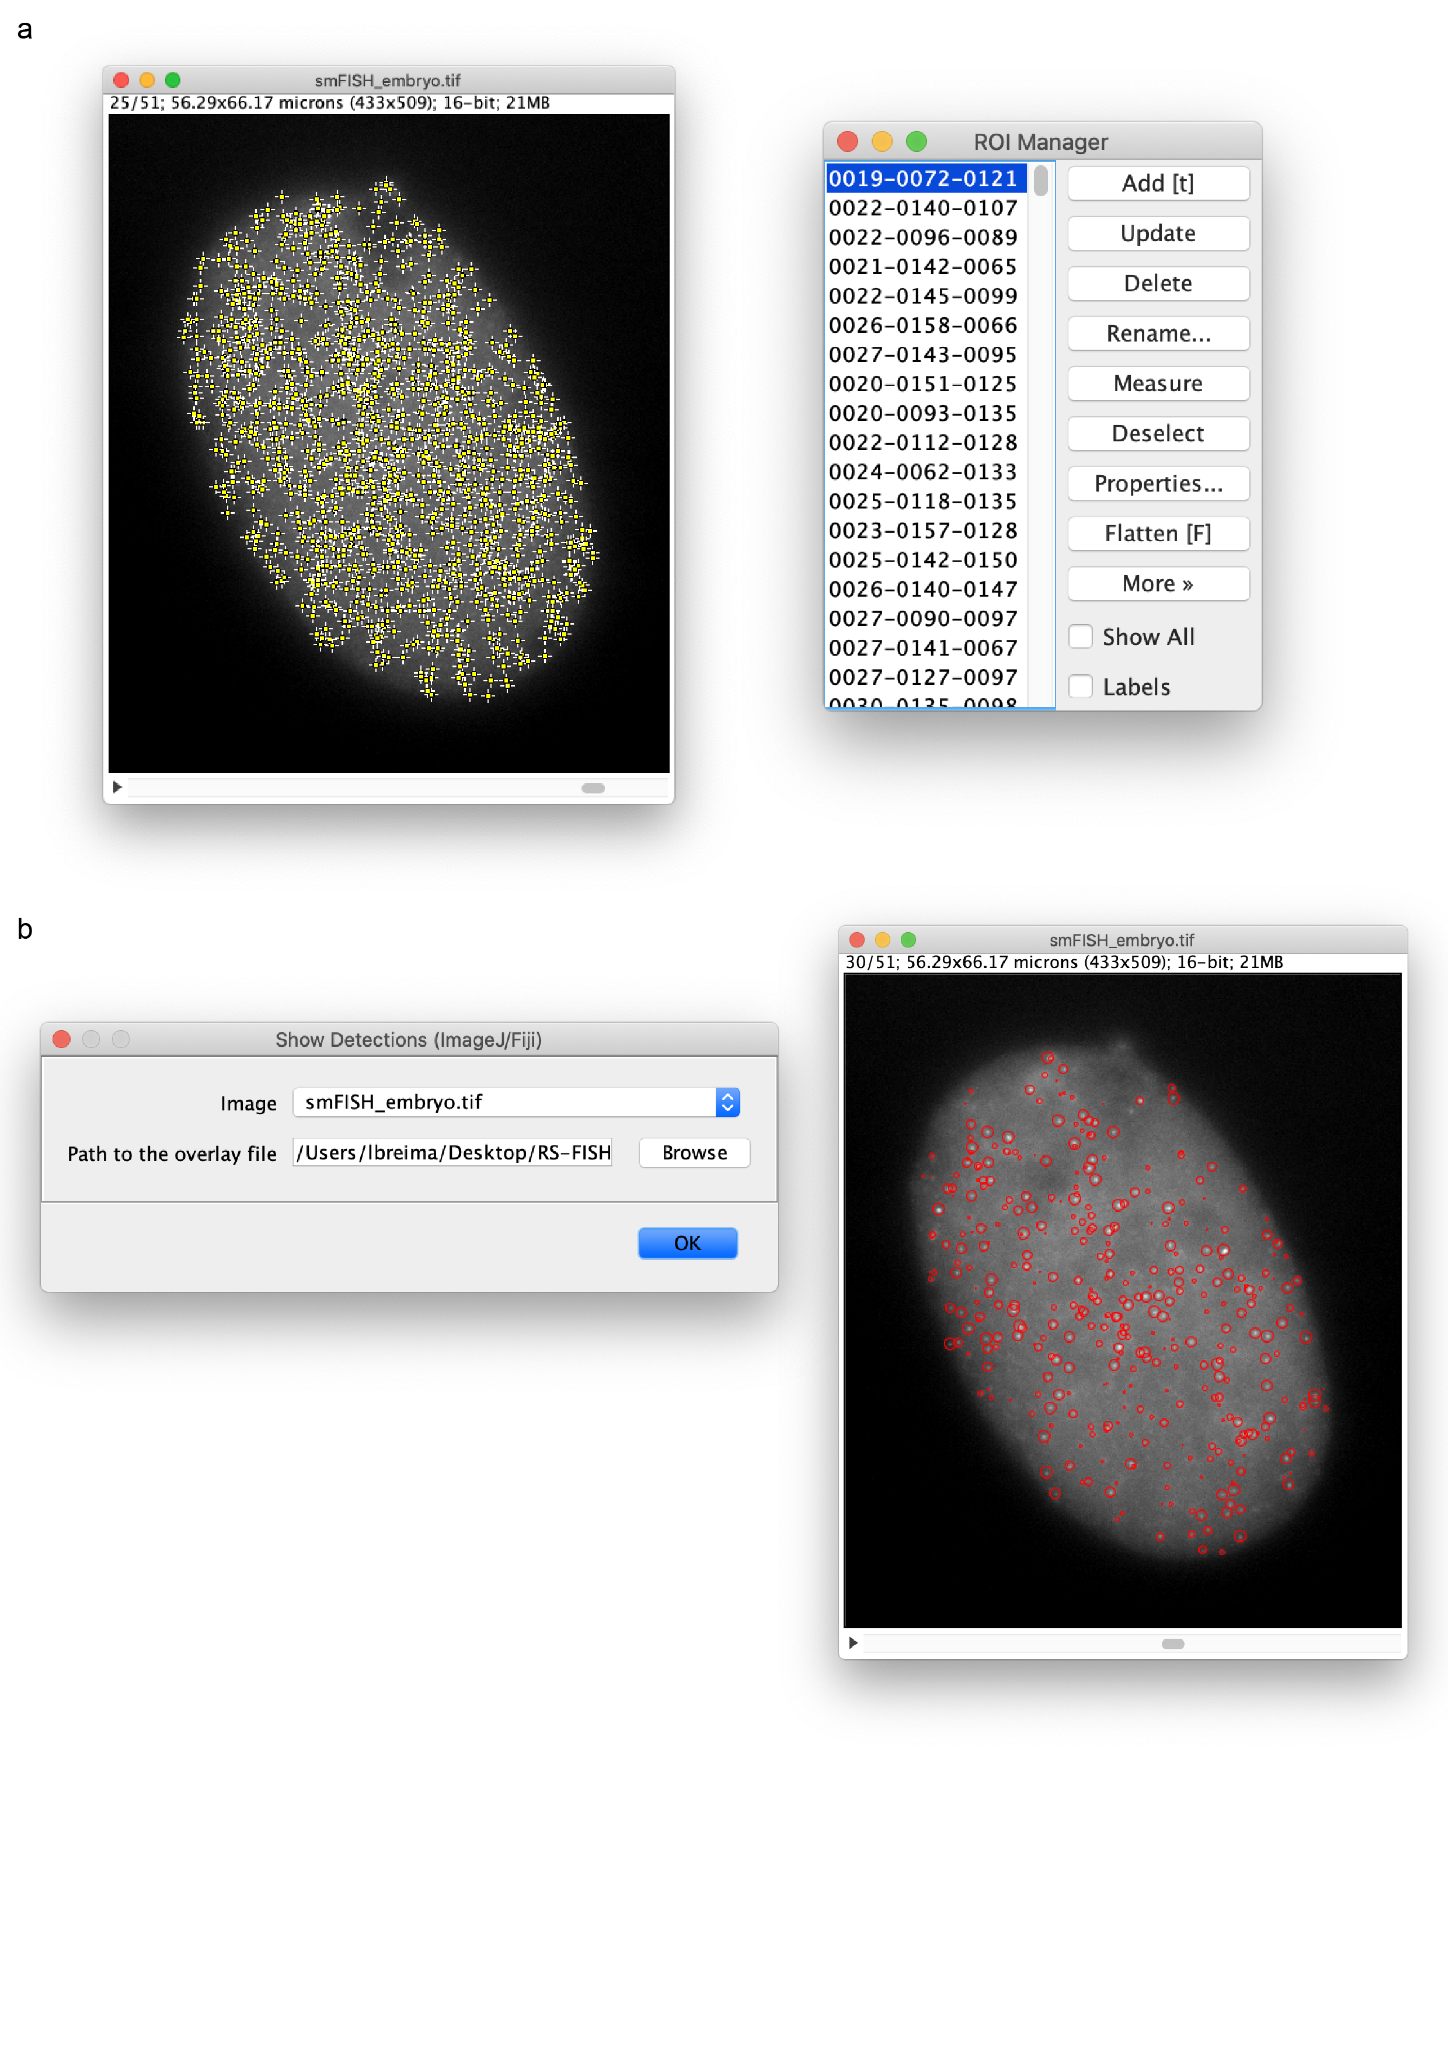 a
smFISH_embryo.tif
25/51; 56.29x66.17 microns (433x509); 16-bit; 21MB
ROI Manager
0019-0072-0121
0022-0140-0107
0022-0096-0089
0021-0142-0065
0022-0145-0099
0026-0158-0066
0027-0143-0095
0020-0151-0125
0020-0093-0135
0022-0112-0128
0024-0062-0133
0025-0118-0135
0023-0157-0128
0025-0142-0150
0026-0140-0147
0027-0090-0097
0027-0141-0067
0027-0127-0097
0030-0135-0098
Add [t]
Update
Delete
Rename...
Measure
Deselect
Properties...
Flatten [F]
More »
Show All
Labels
b
Show Detections (ImageJ/Fiji)
Image smFISH_embryo.tif
Path to the overlay file /Users/lbreima/Desktop/RS-FISH Browse
OK
smFISH_embryo.tif
30/51; 56.29x66.17 microns (433x509); 16-bit; 21MB